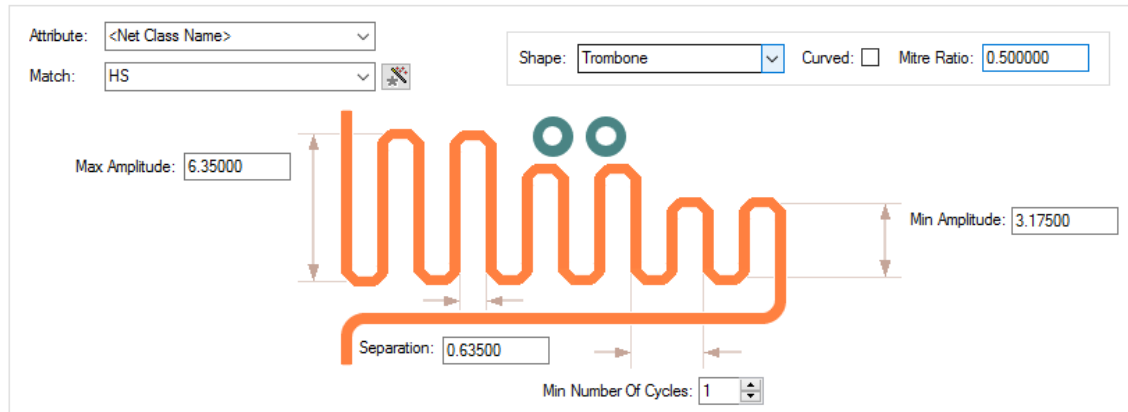 Attribute: <Net Class Name>
Match: HS
Shape: Trombone Curved: Mitre Ratio: 0.500000
Max Amplitude: 6.35000
Min Amplitude: 3.17500
Separation: 0.63500
Min Number Of Cycles: 1